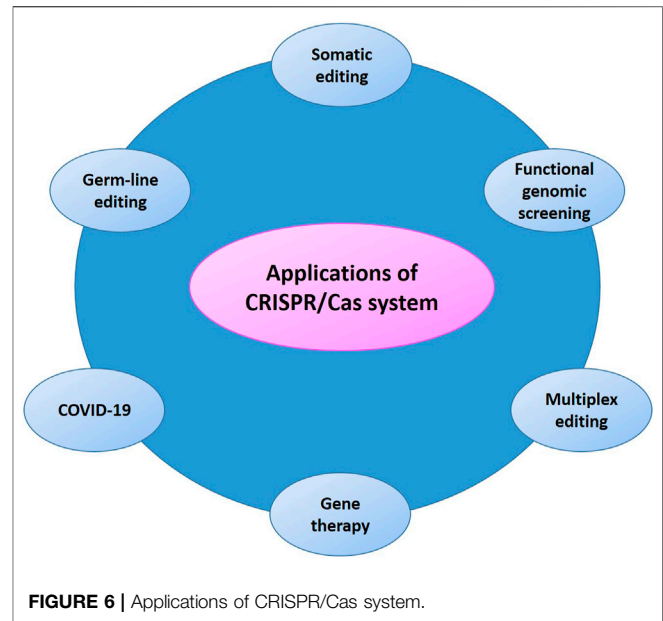 Somatic
editing
Germ-line
editing
Functional
genomic
screening
Applications of
CRISPR/Cas system
COVID-19
Multiplex
editing
Gene
therapy
FIGURE 6 | Applications of CRISPR/Cas system.